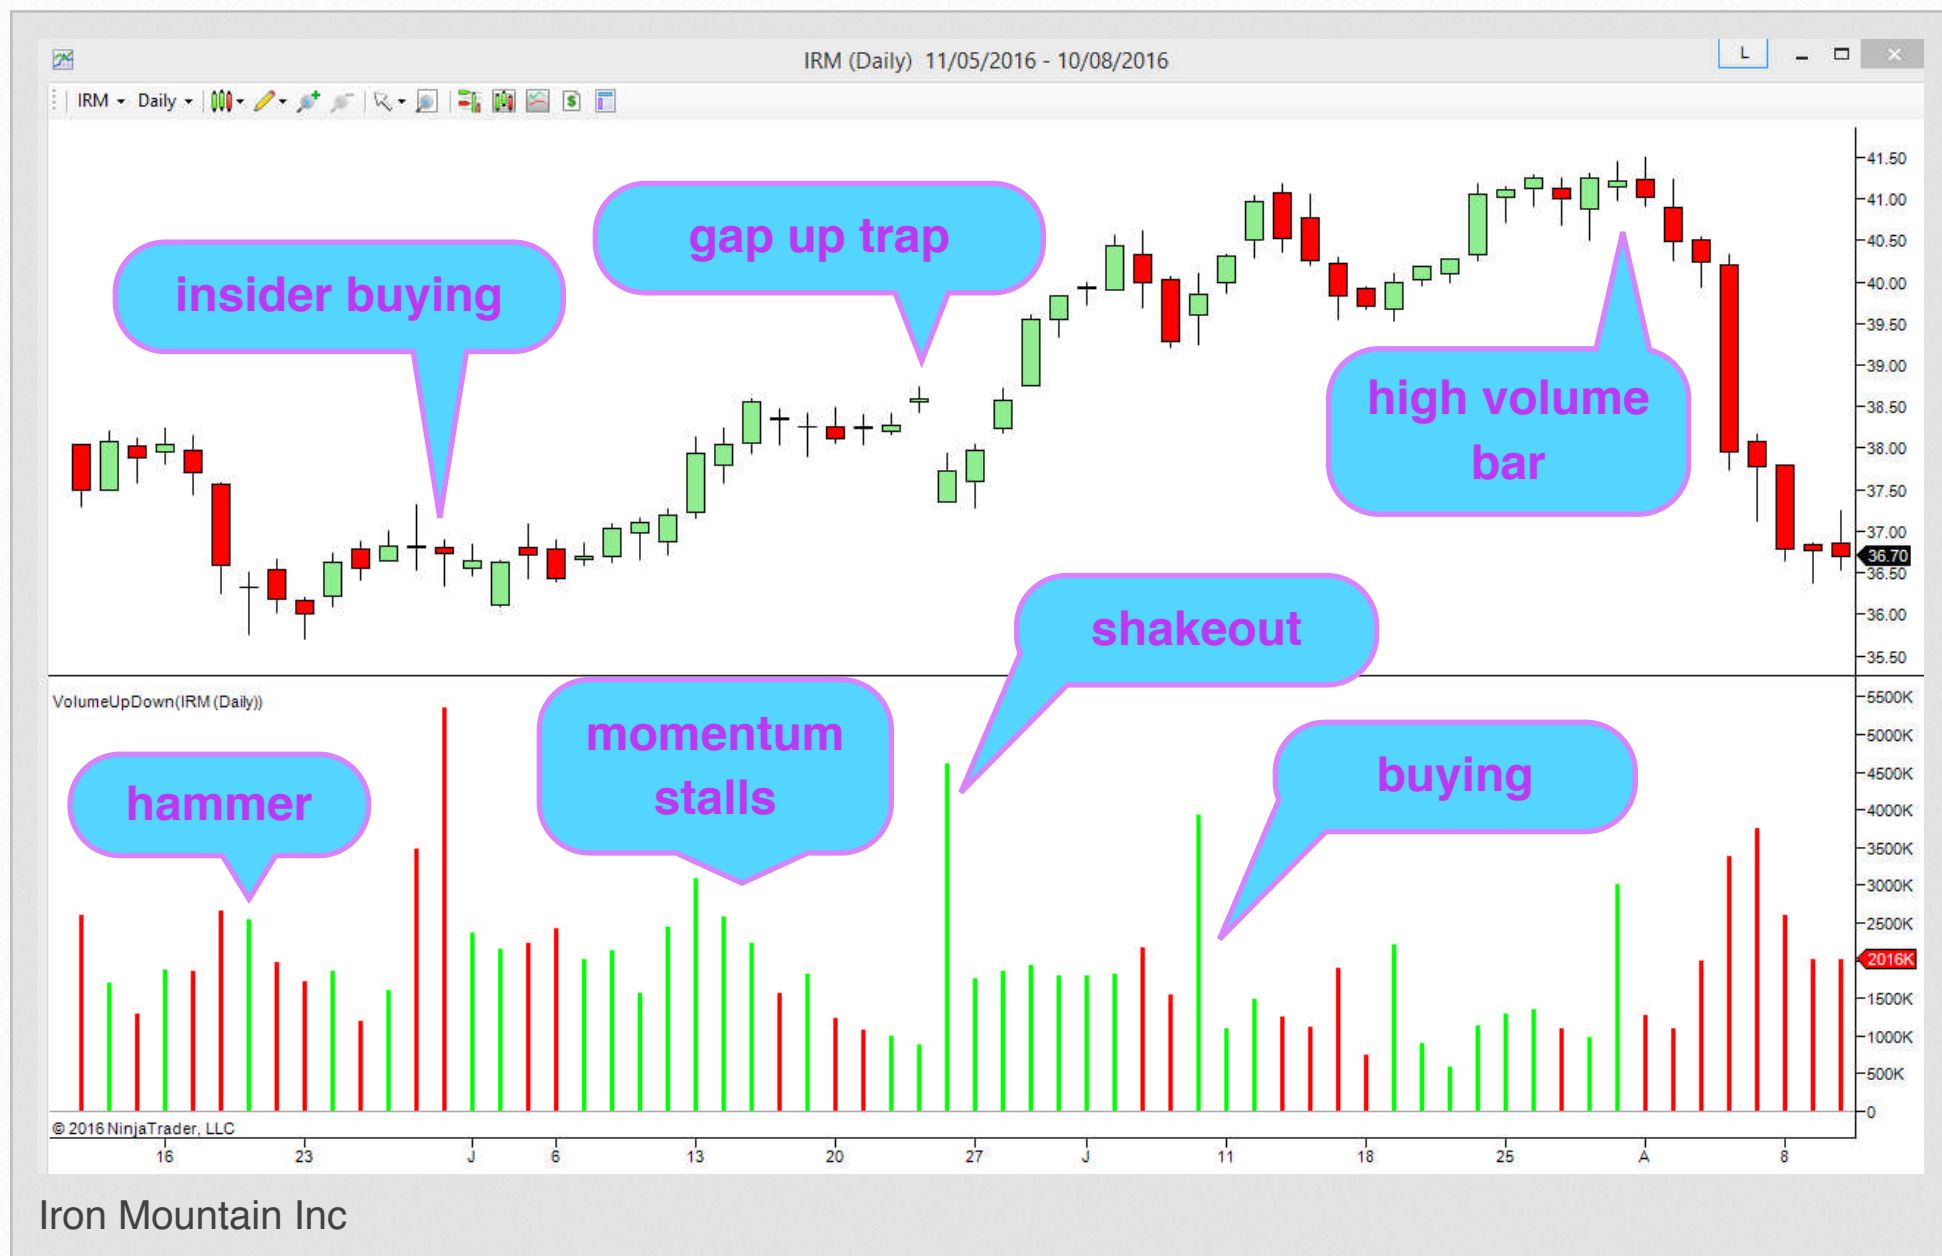 IRM (Daily)  11/05/2016 - 10/08/2016
L
IRM
Daily
$
insider buying
gap up trap
high volume
bar
shakeout
41.50
41.00
40.50
40.00
39.50
39.00
38.50
38.00
37.50
37.00
36.70
36.50
36.00
35.50
VolumeUpDown(IRM (Daily))
hammer
momentum
stalls
buying
5500K
5000K
4500K
4000K
3500K
3000K
2500K
2016K
1500K
1000K
500K
0
© 2016 NinjaTrader, LLC
16 23 J 6 13 20 27 J 11 18 25 A 8
Iron Mountain Inc